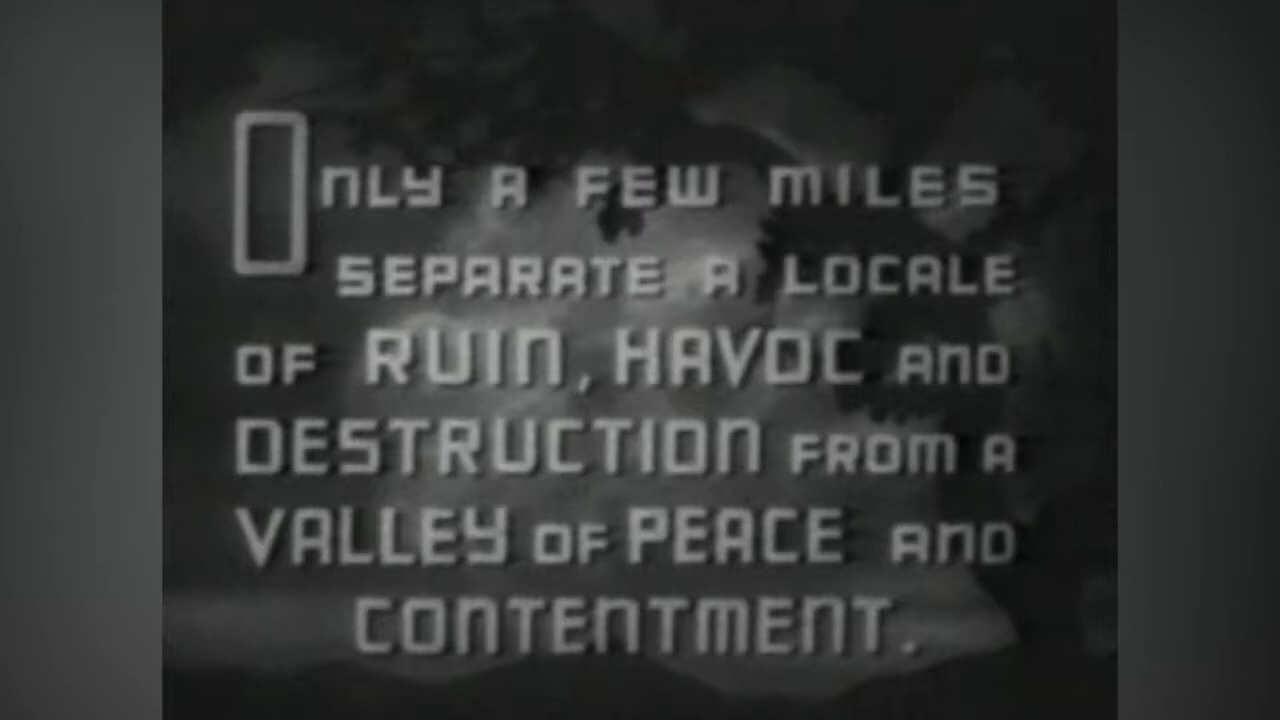 ONLY A FEW MILES
SEPARATE A LOCALE
OF RUIN, HAVOC AND
DESTRUCTION FROM A
VALLEY OF PEACE AND
CONTENTMENT.